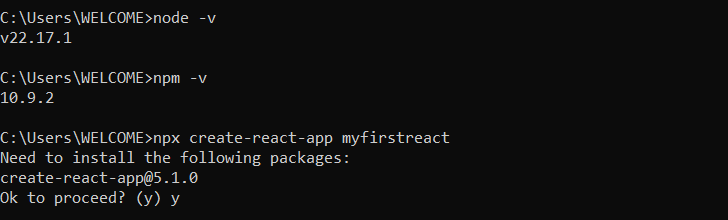 C:\Users\WELCOME>node -v
v22.17.1
C:\Users\WELCOME>npm -v
10.9.2
C:\Users\WELCOME>npx create-react-app myfirstreact
Need to install the following packages:
create-react-app@5.1.0
Ok to proceed? (y) y